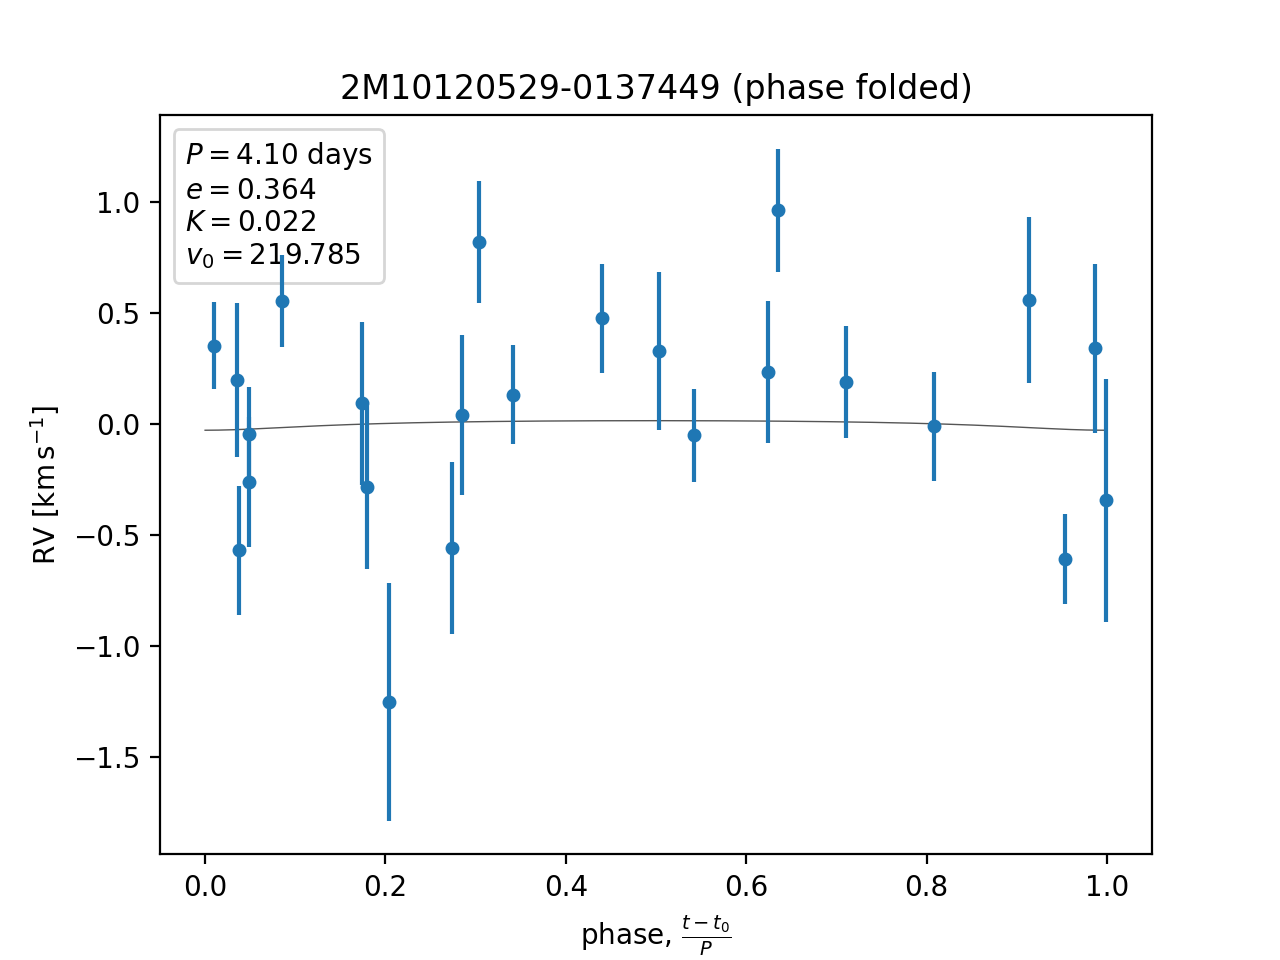 2M10120529-0137449 (phase folded)
P = 4.10 days
e = 0.364
K = 0.022
v₀ = 219.785
1.0
0.5
0.0
−0.5
−1.0
−1.5
RV [km s⁻¹]
0.0 0.2 0.4 0.6 0.8 1.0
phase, (t − t₀)/P